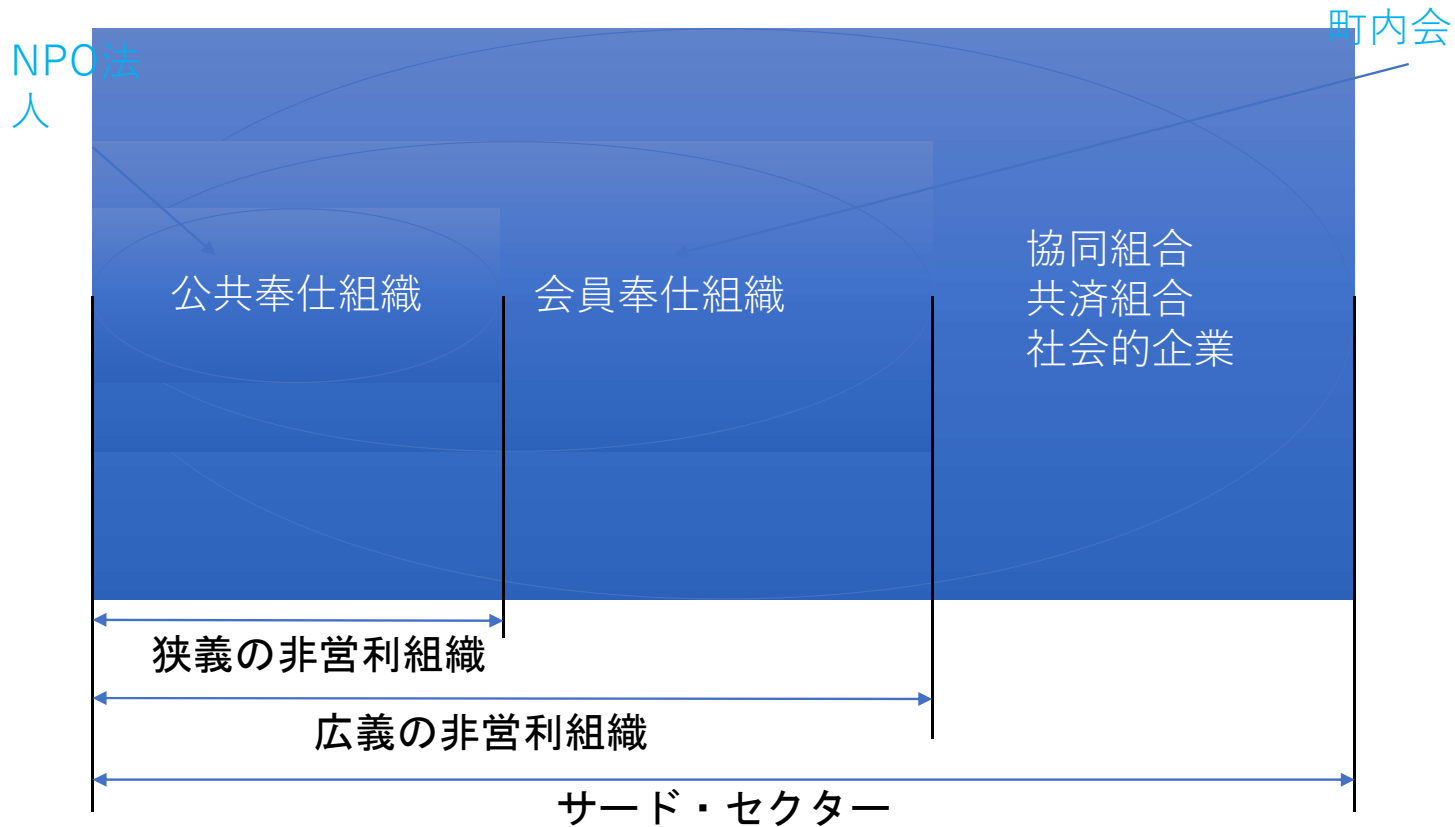 町内会
NPO法
人
公共奉仕組織
会員奉仕組織
協同組合
共済組合
社会的企業
狭義の非営利組織
広義の非営利組織
サード・セクター